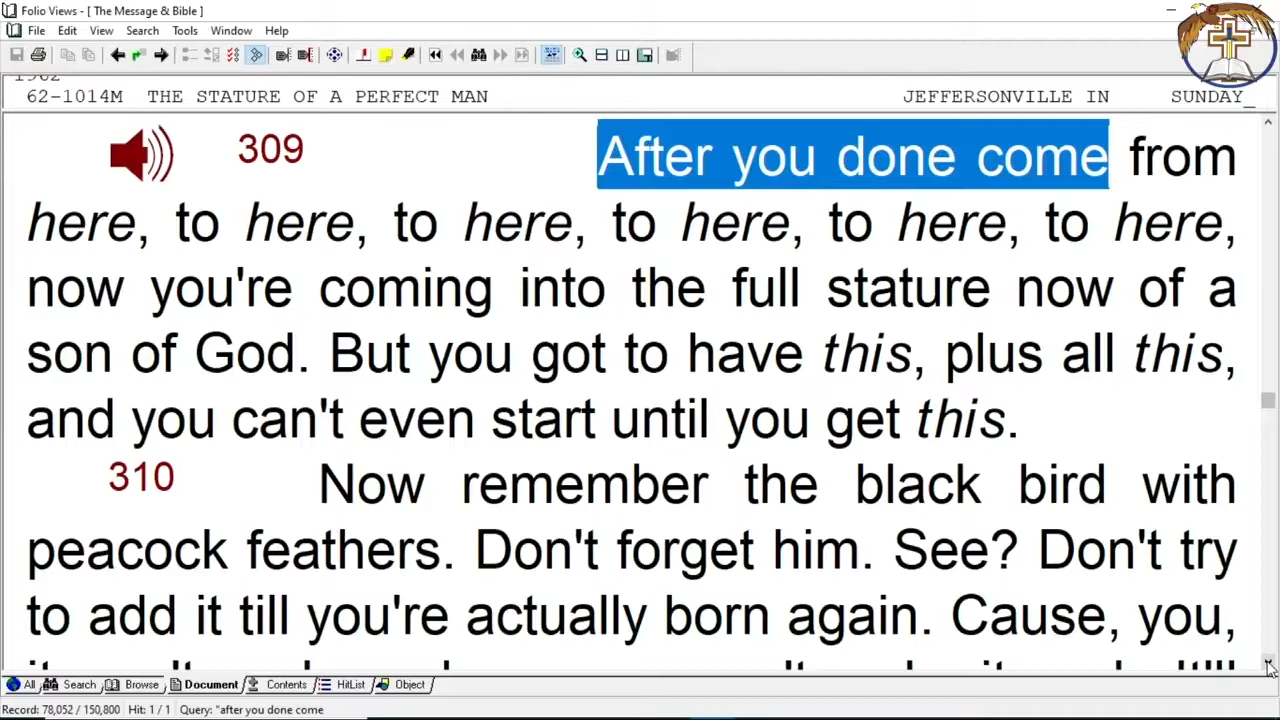 Folio Views - [ The Message & Bible ]
File Edit View Search Tools Window Help
1962
62-1014M THE STATURE OF A PERFECT MAN JEFFERSONVILLE IN SUNDAY_
309 After you done come from
here, to here, to here, to here, to here, to here,
now you're coming into the full stature now of a
son of God. But you got to have this, plus all this,
and you can't even start until you get this.
310 Now remember the black bird with
peacock feathers. Don't forget him. See? Don't try
to add it till you're actually born again. Cause, you,
All Search Browse Document Contents HitList Object
Record: 78,052 / 150,800 Hit: 1 / 1 Query: "after you done come